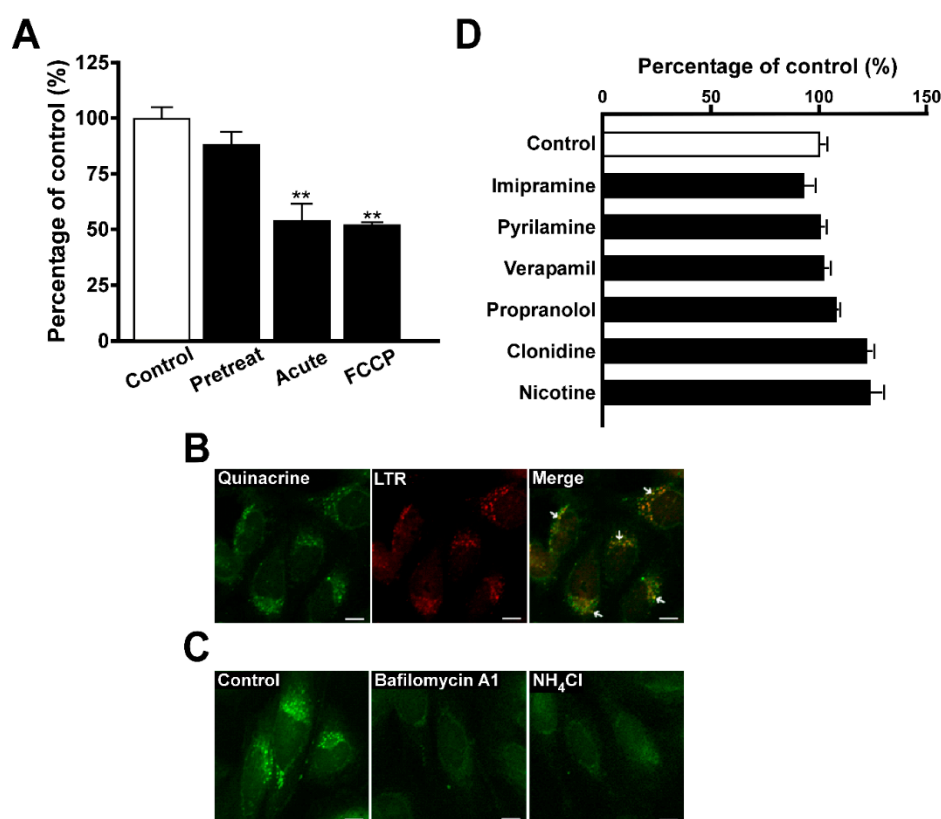 A
Percentage of control (%)
125
100
75
50
25
0
**
**
Control
Pretreat
Acute
FCCP
D
Percentage of control (%)
0
50
100
150
Control
Imipramine
Pyrilamine
Verapamil
Propranolol
Clonidine
Nicotine
B
Quinacrine
LTR
Merge
C
Control
Bafilomycin A1
NH₄Cl